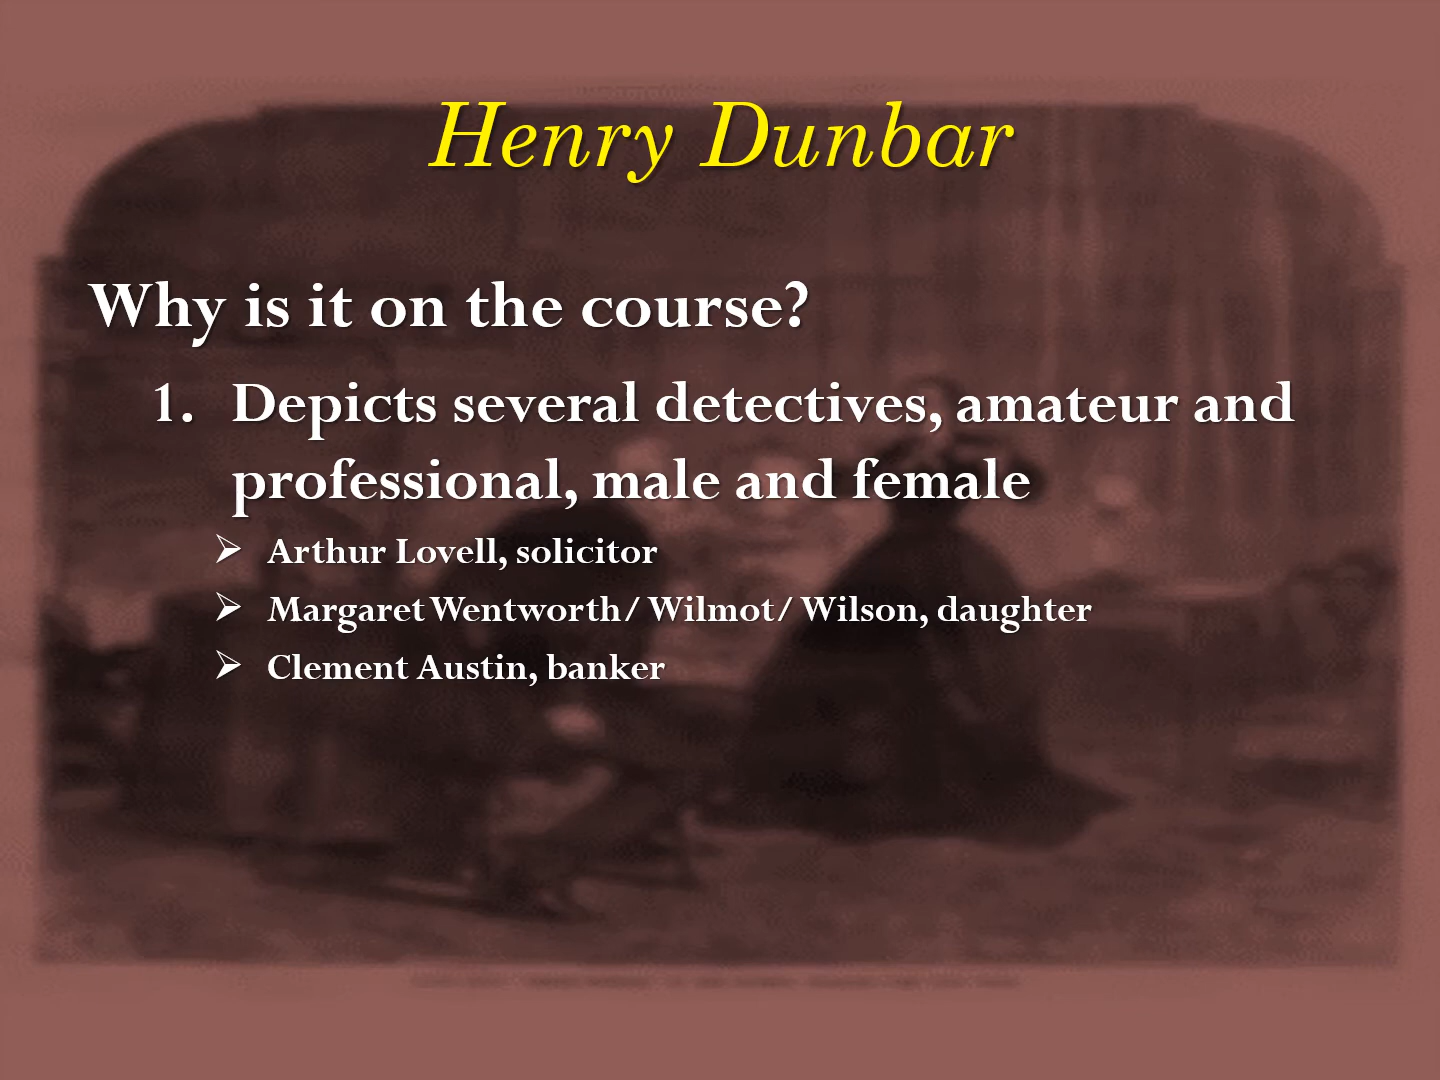 Henry Dunbar
Why is it on the course?
1. Depicts several detectives, amateur and
professional, male and female
➢ Arthur Lovell, solicitor
➢ Margaret Wentworth/ Wilmot/ Wilson, daughter
➢ Clement Austin, banker